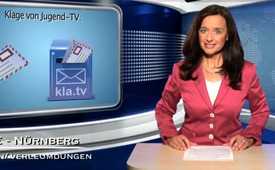 Klage von Jugend-TV:
kla.tv
- NÜRNBERG
VERLEUMDUNGEN